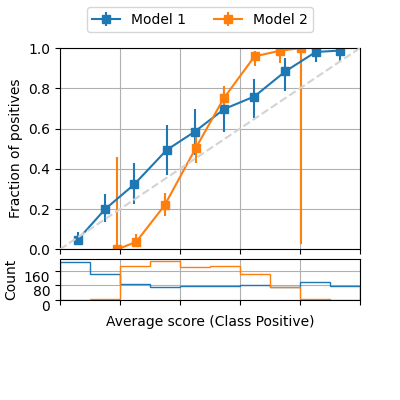 Model 1 Model 2
1.0
0.8
0.6
0.4
0.2
0.0
Fraction of positives
160
80
0
Count
Average score (Class Positive)